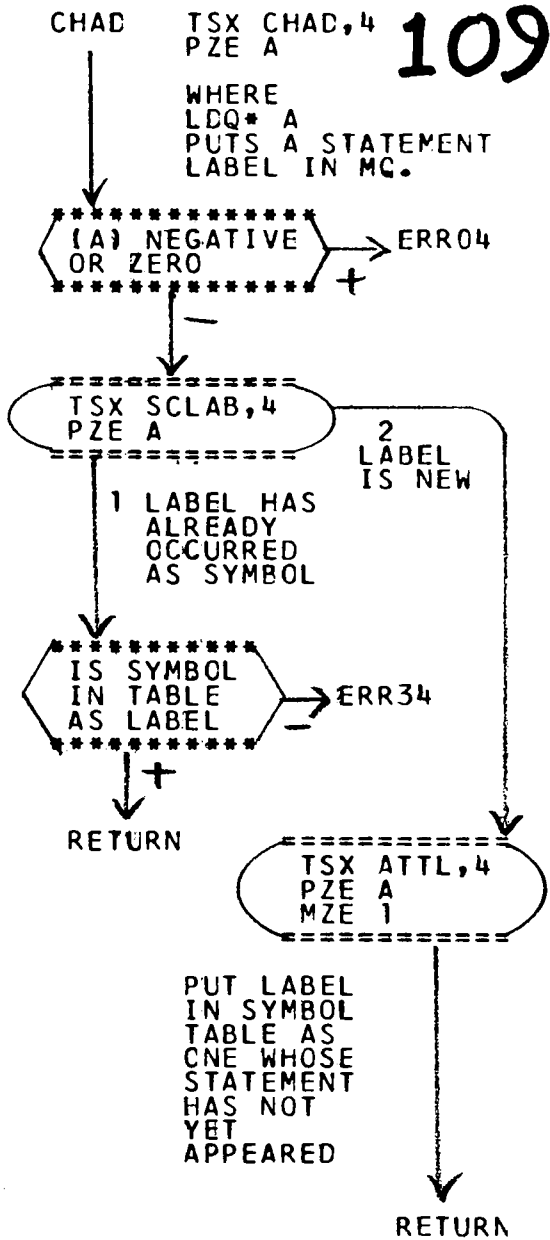 CHAD TSX CHAD,4 109
PZE A
WHERE
LDQ* A
PUTS A STATEMENT
LABEL IN MQ.
****************
(A) NEGATIVE → ERR04
OR ZERO
****************
+
−
===============
TSX SCLAB,4
PZE A
===============
2
LABEL
IS NEW
1 LABEL HAS
ALREADY
OCCURRED
AS SYMBOL
*************
IS SYMBOL
IN TABLE → ERR34
AS LABEL −
*************
+
RETURN
===============
TSX ATTL,4
PZE A
MZE 1
===============
PUT LABEL
IN SYMBOL
TABLE AS
CNE WHOSE
STATEMENT
HAS NOT
YET
APPEARED
RETURN